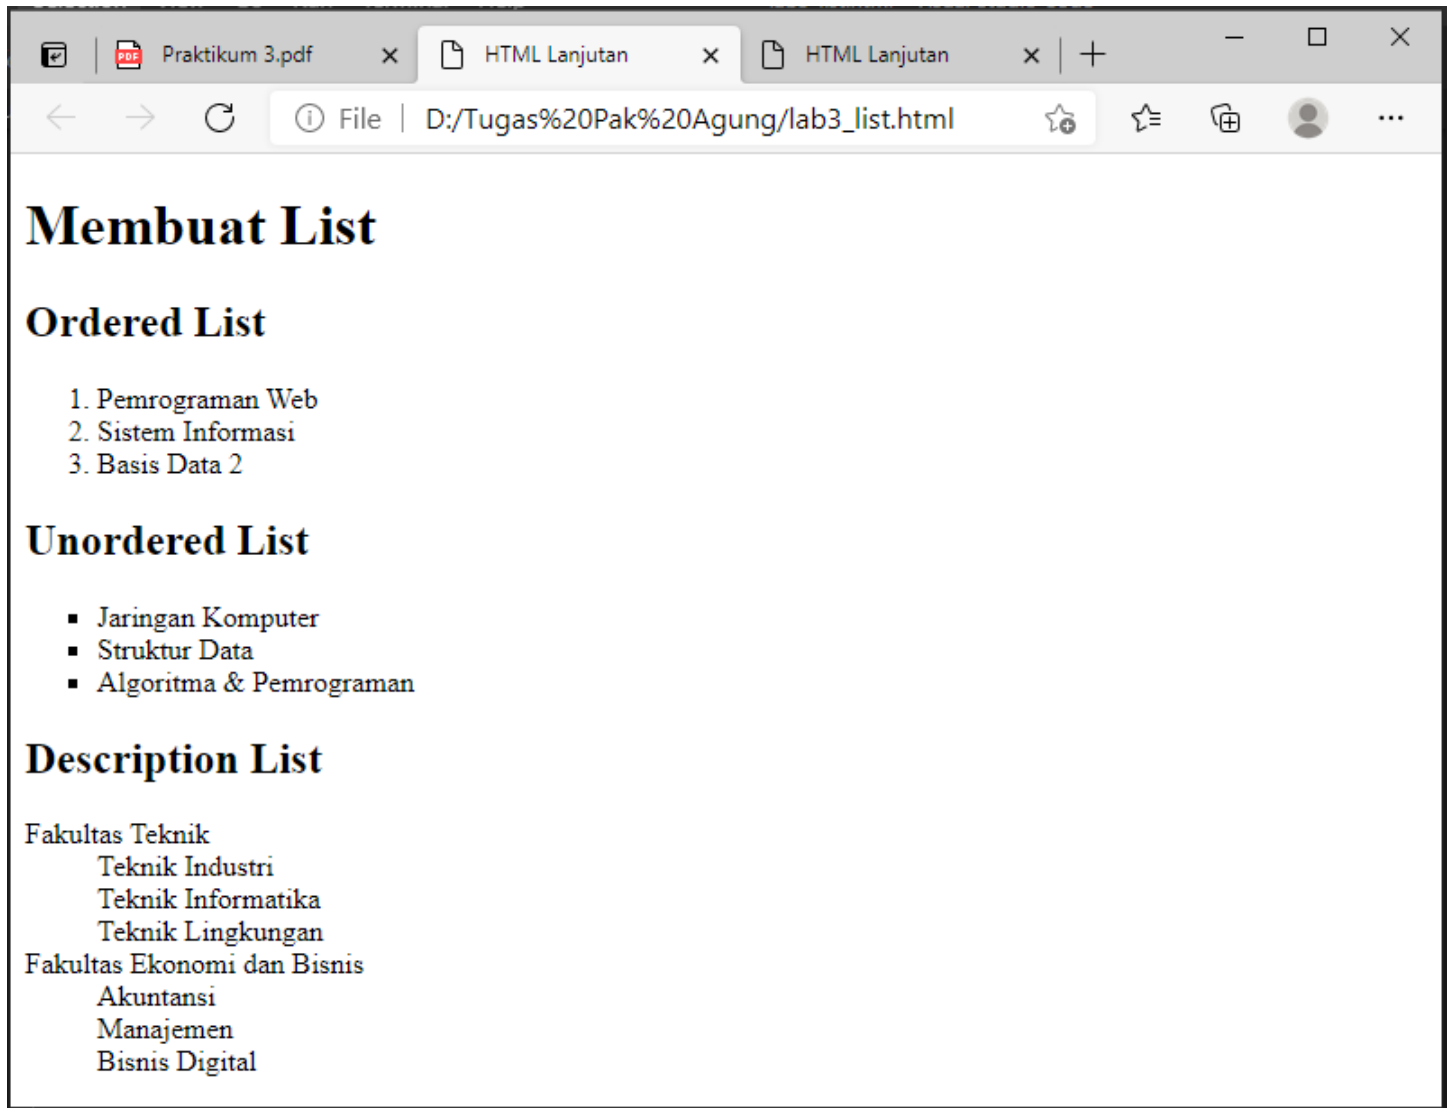 Praktikum 3.pdf
HTML Lanjutan
HTML Lanjutan
File | D:/Tugas%20Pak%20Agung/lab3_list.html
Membuat List
Ordered List
1. Pemrograman Web
2. Sistem Informasi
3. Basis Data 2
Unordered List
▪ Jaringan Komputer
▪ Struktur Data
▪ Algoritma & Pemrograman
Description List
Fakultas Teknik
Teknik Industri
Teknik Informatika
Teknik Lingkungan
Fakultas Ekonomi dan Bisnis
Akuntansi
Manajemen
Bisnis Digital